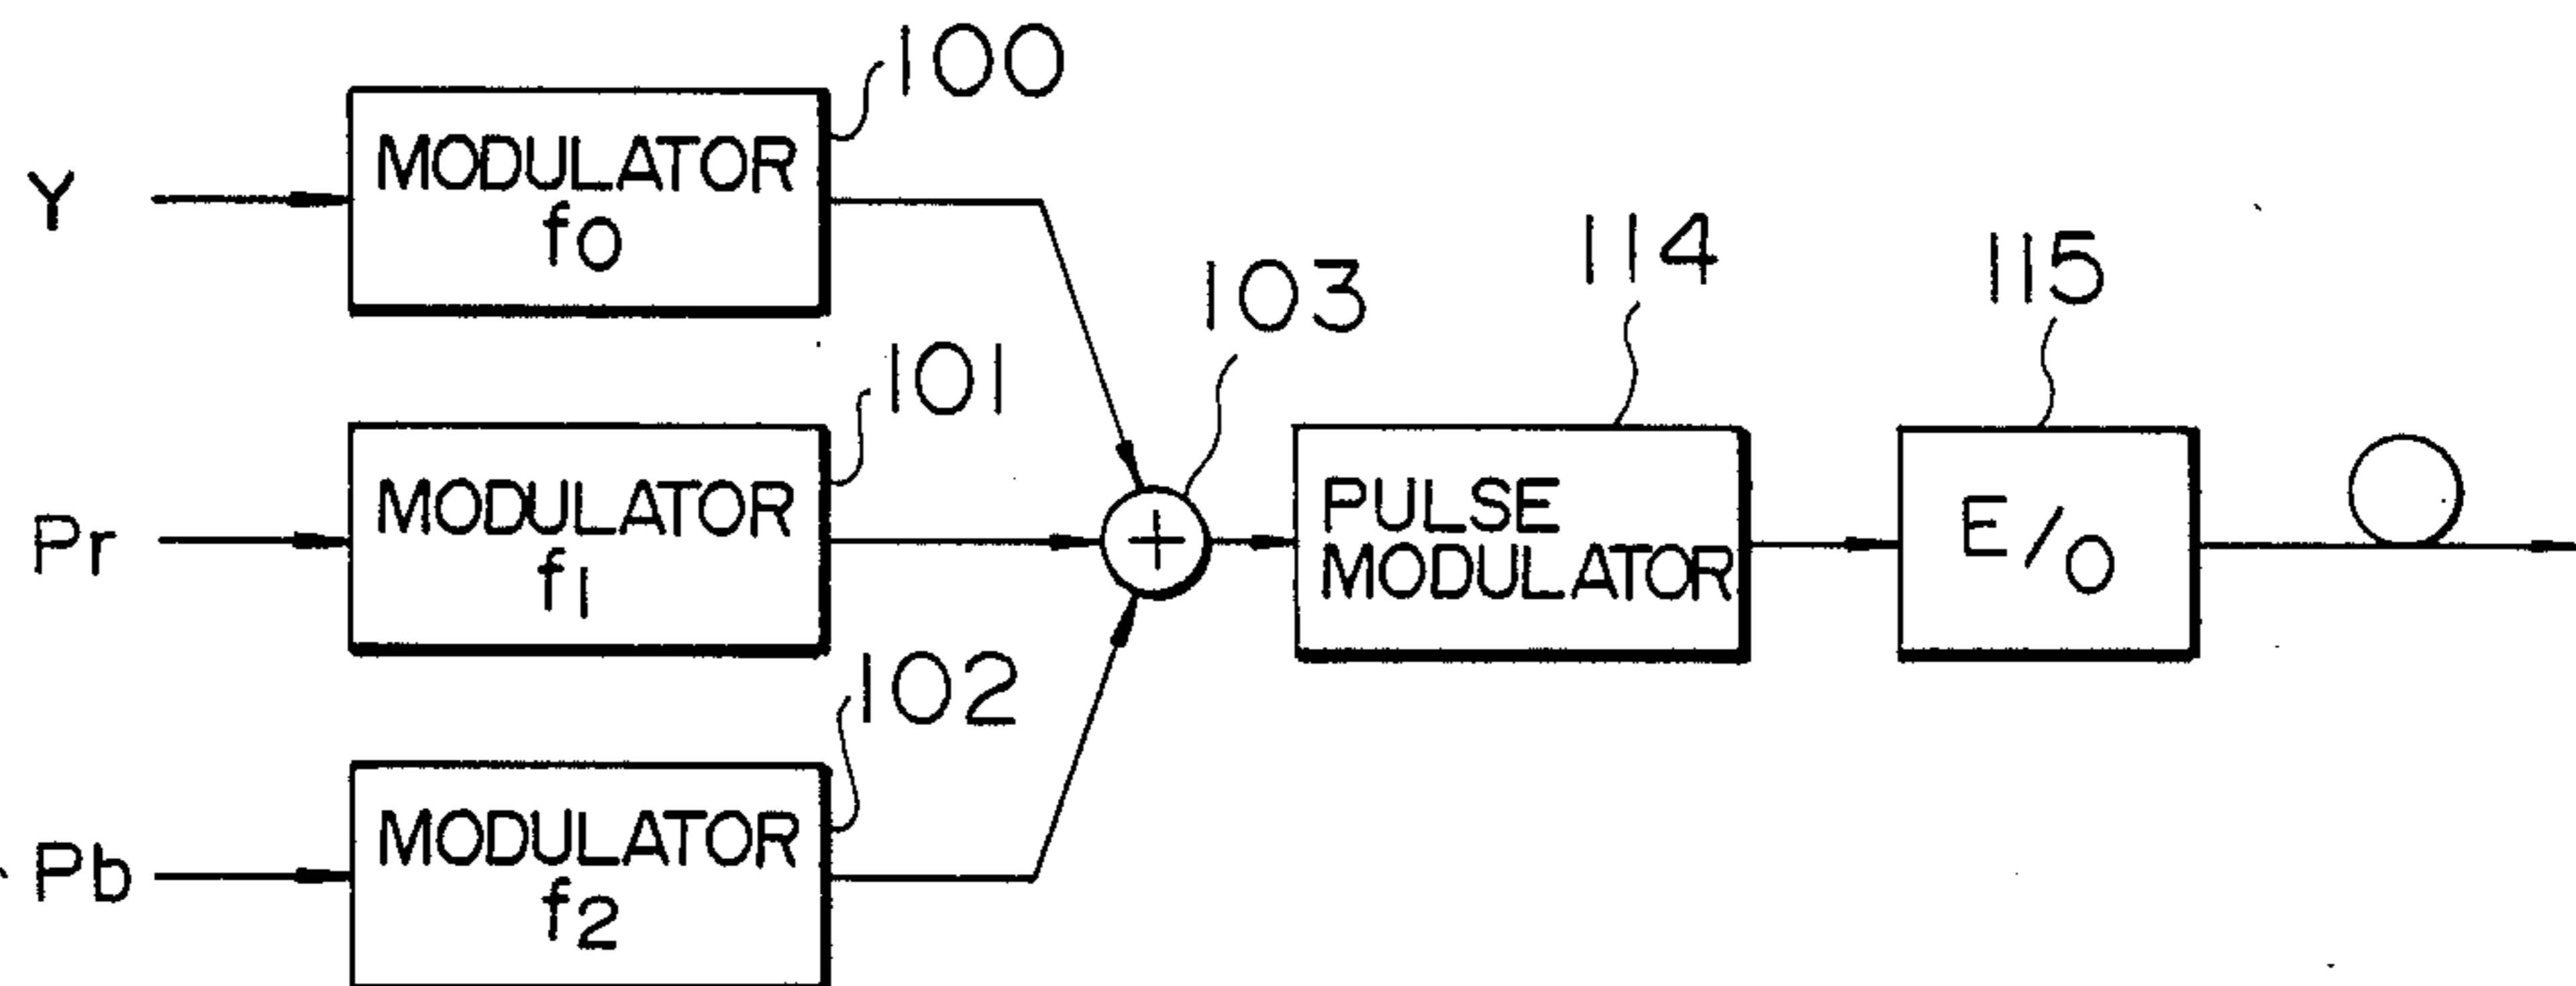 100
Y
MODULATOR
f0
101
Pr
MODULATOR
f1
102
Pb
MODULATOR
f2
103
+
114
PULSE
MODULATOR
115
E/O